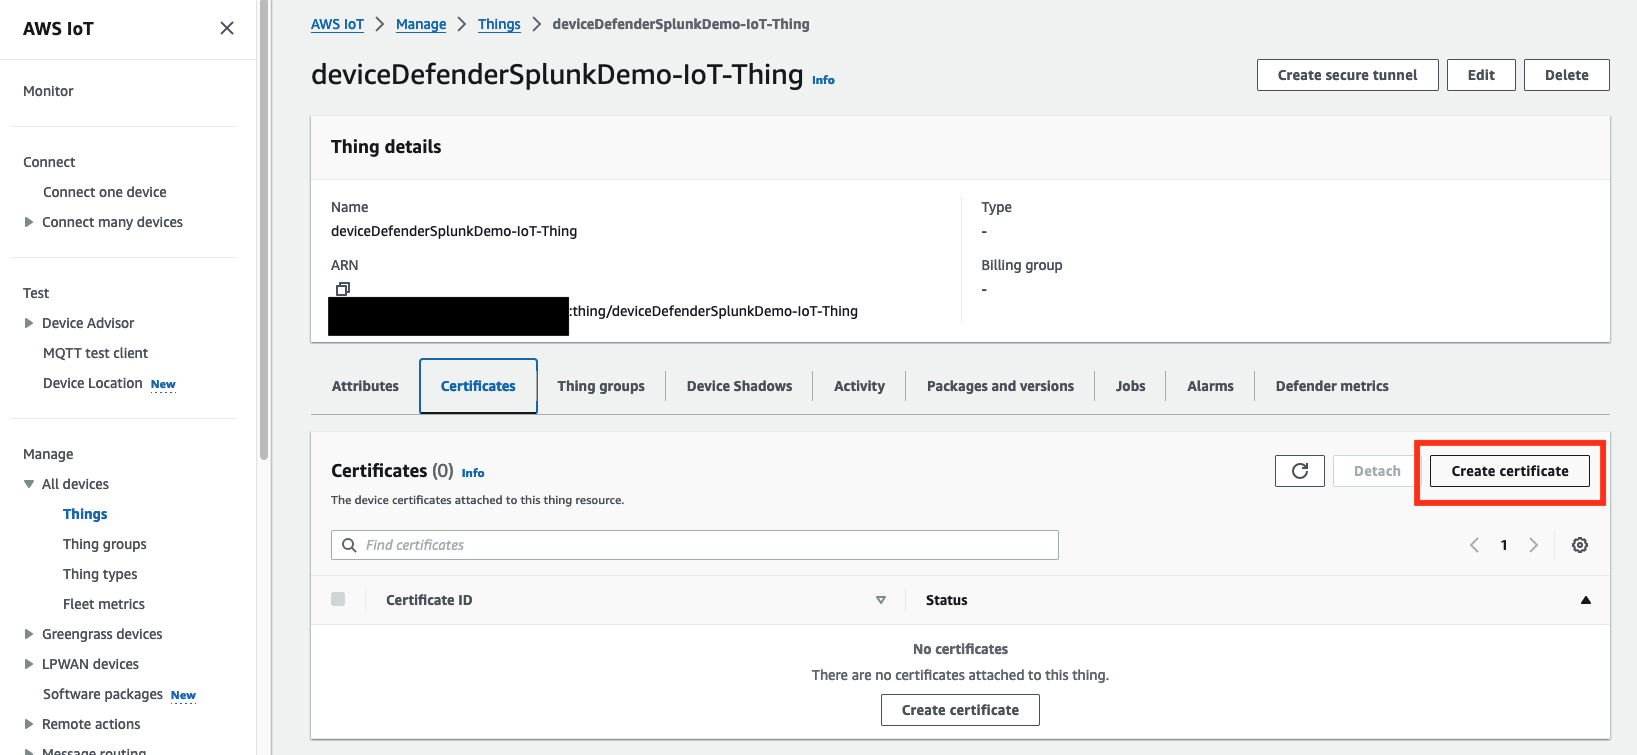 AWS IoT
Monitor
Connect
Connect one device
Connect many devices
Test
Device Advisor
MQTT test client
Device Location New
Manage
All devices
Things
Thing groups
Thing types
Fleet metrics
Greengrass devices
LPWAN devices
Software packages New
Remote actions
Message routing
AWS IoT > Manage > Things > deviceDefenderSplunkDemo-IoT-Thing
deviceDefenderSplunkDemo-IoT-Thing Info
Create secure tunnel Edit Delete
Thing details
Name
deviceDefenderSplunkDemo-IoT-Thing
ARN
:thing/deviceDefenderSplunkDemo-IoT-Thing
Type
-
Billing group
-
Attributes Certificates Thing groups Device Shadows Activity Packages and versions Jobs Alarms Defender metrics
Certificates (0) Info
Detach Create certificate
The device certificates attached to this thing resource.
Find certificates
1
Certificate ID Status
No certificates
There are no certificates attached to this thing.
Create certificate